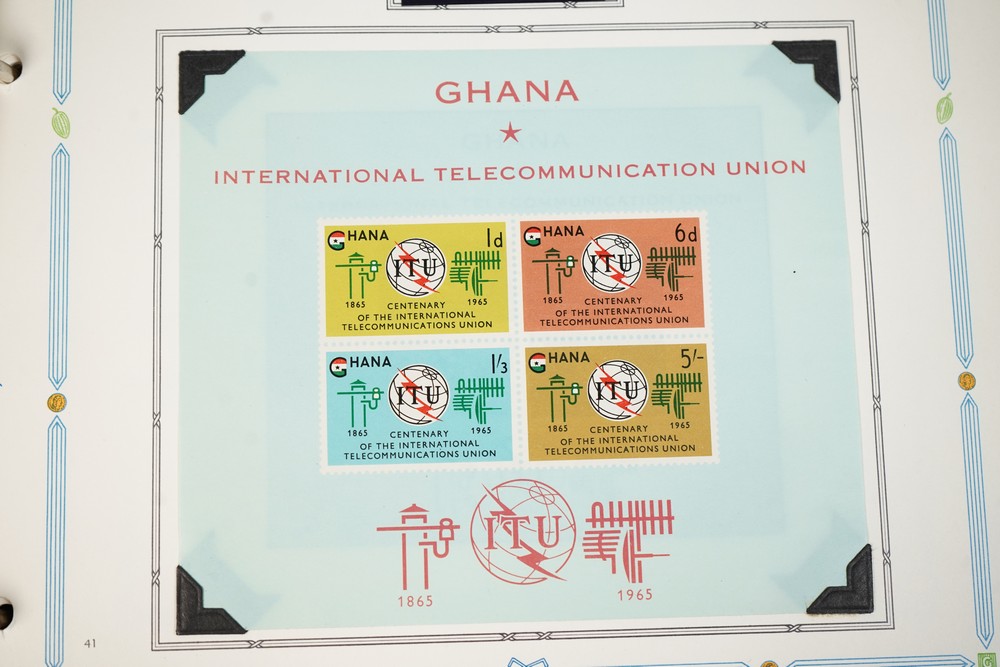 GHANA
INTERNATIONAL TELECOMMUNICATION UNION
GHANA 1d
ITU
1865 1965
CENTENARY
OF THE INTERNATIONAL
TELECOMMUNICATIONS UNION
GHANA 6d
ITU
1865 1965
CENTENARY
OF THE INTERNATIONAL
TELECOMMUNICATIONS UNION
GHANA 1/3
ITU
1865 1965
CENTENARY
OF THE INTERNATIONAL
TELECOMMUNICATIONS UNION
GHANA 5/-
ITU
1865 1965
CENTENARY
OF THE INTERNATIONAL
TELECOMMUNICATIONS UNION
ITU
1865 1965
41